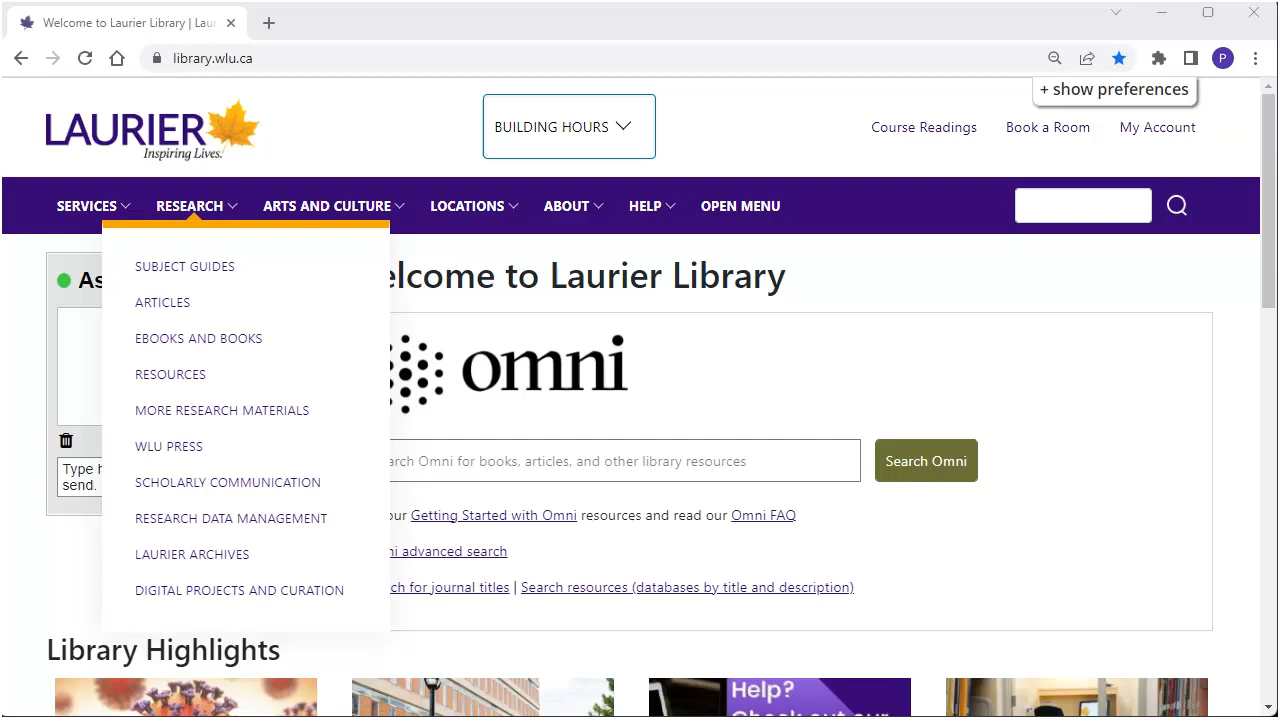 Welcome to Laurier Library | Lau
library.wlu.ca
P
+ show preferences
LAURIER
Inspiring Lives.
BUILDING HOURS
Course Readings
Book a Room
My Account
SERVICES
RESEARCH
ARTS AND CULTURE
LOCATIONS
ABOUT
HELP
OPEN MENU
SUBJECT GUIDES
ARTICLES
EBOOKS AND BOOKS
RESOURCES
MORE RESEARCH MATERIALS
WLU PRESS
SCHOLARLY COMMUNICATION
RESEARCH DATA MANAGEMENT
LAURIER ARCHIVES
DIGITAL PROJECTS AND CURATION
As
Type h
send.
elcome to Laurier Library
omni
arch Omni for books, articles, and other library resources
Search Omni
our Getting Started with Omni resources and read our Omni FAQ
ni advanced search
ch for journal titles | Search resources (databases by title and description)
Library Highlights
Help?
Check out our